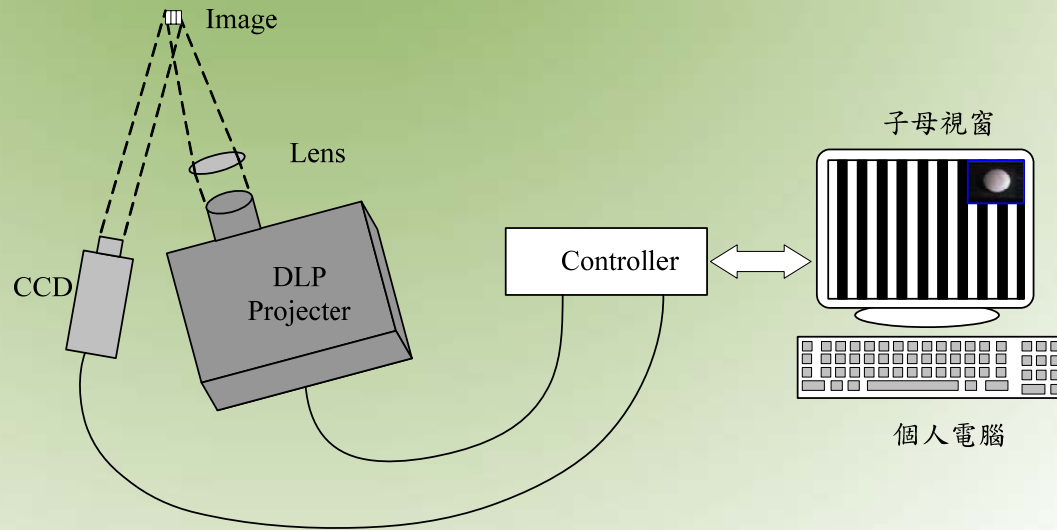 Image
Lens
子母視窗
CCD
DLP
Projecter
Controller
個人電腦